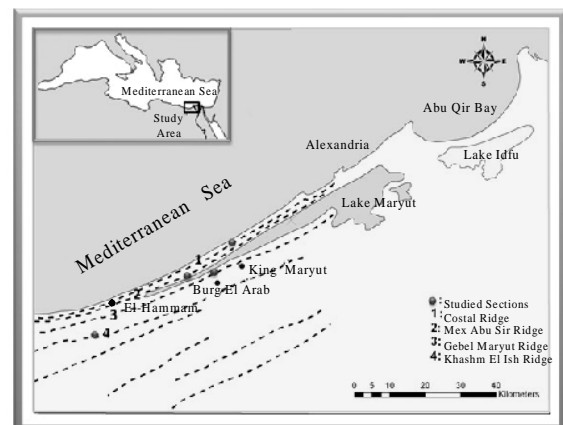 Mediterranean Sea
Study
Area
N
W
E
S
Abu Qir Bay
Alexandria
Lake Idfu
Lake Maryut
Mediterranean Sea
1
King Maryut
Burg El Arab
2
El-Hammam
3
4
: Studied Sections
1: Costal Ridge
2: Mex Abu Sir Ridge
3: Gebel Maryut Ridge
4: Khashm El Ish Ridge
0 5 10 20 30 40
Kilometers